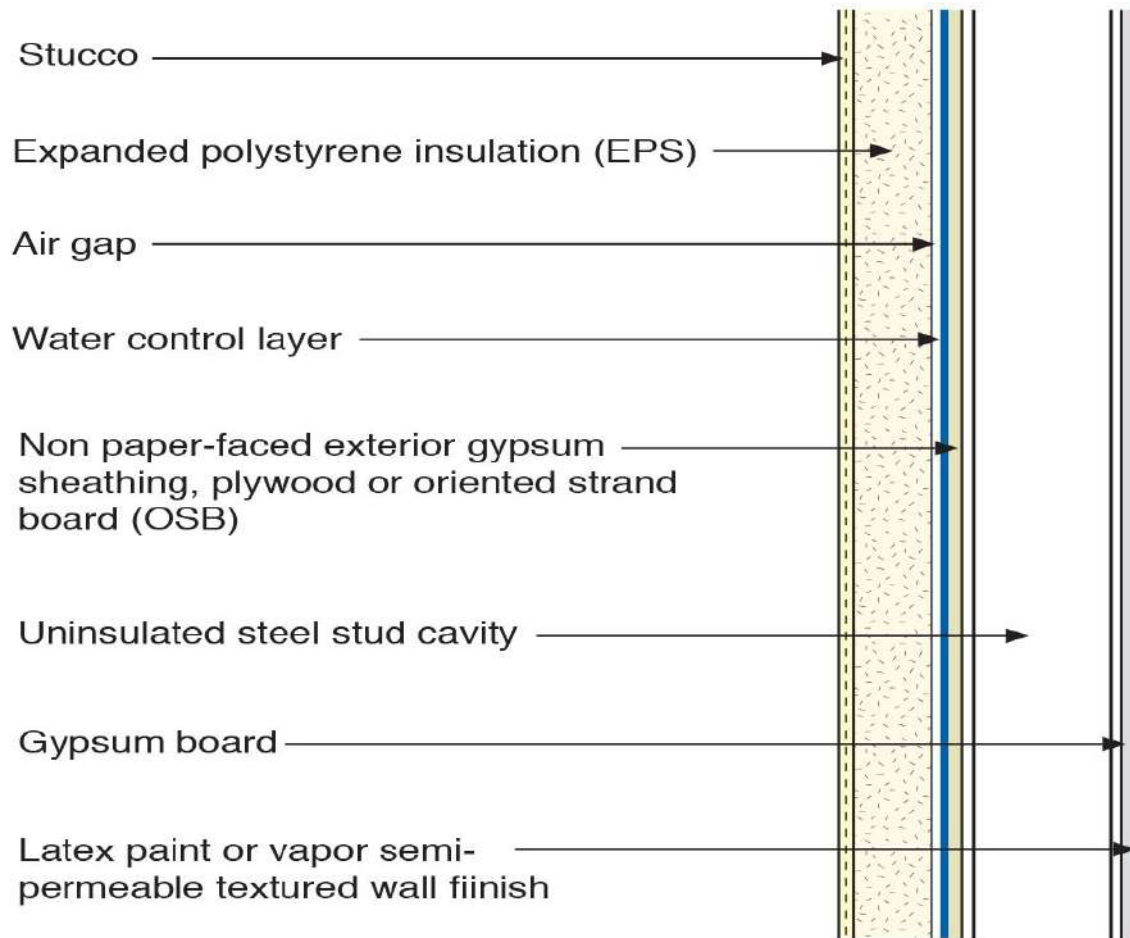 Stucco
Expanded polystyrene insulation (EPS)
Air gap
Water control layer
Non paper-faced exterior gypsum
sheathing, plywood or oriented strand
board (OSB)
Uninsulated steel stud cavity
Gypsum board
Latex paint or vapor semi-
permeable textured wall fiinish